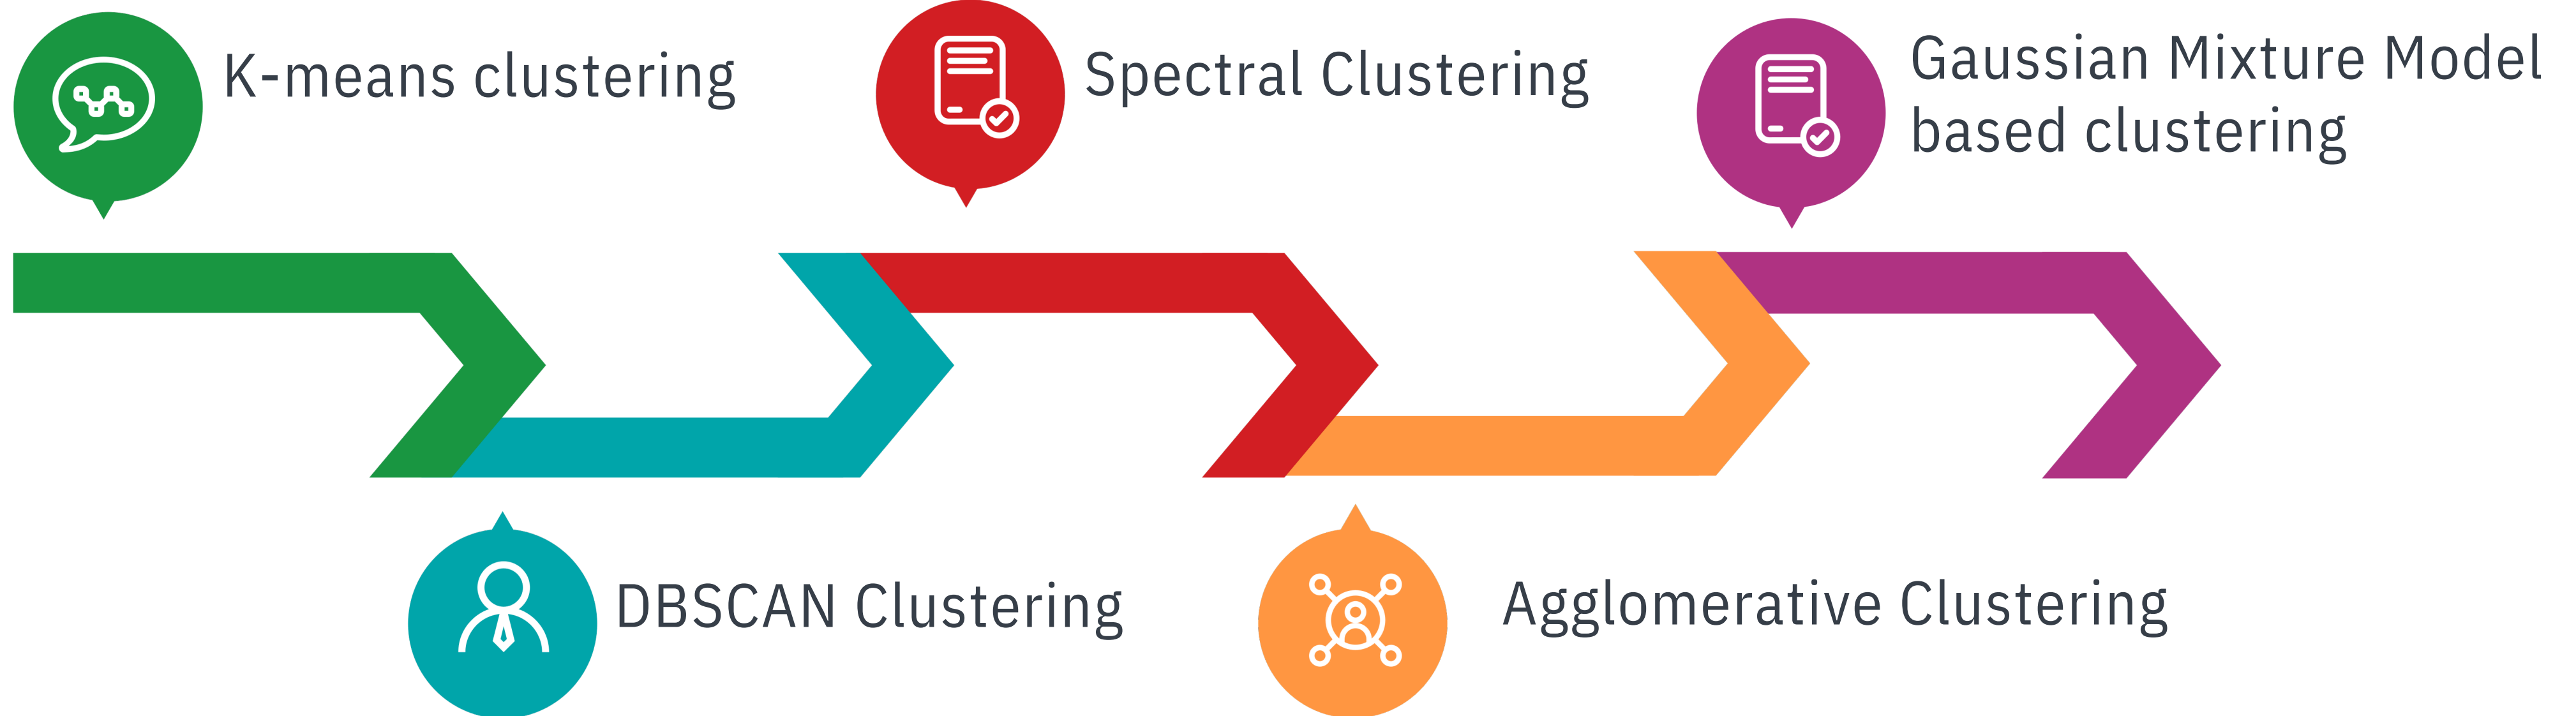 K-means clustering
Spectral Clustering
Gaussian Mixture Model
based clustering
DBSCAN Clustering
Agglomerative Clustering